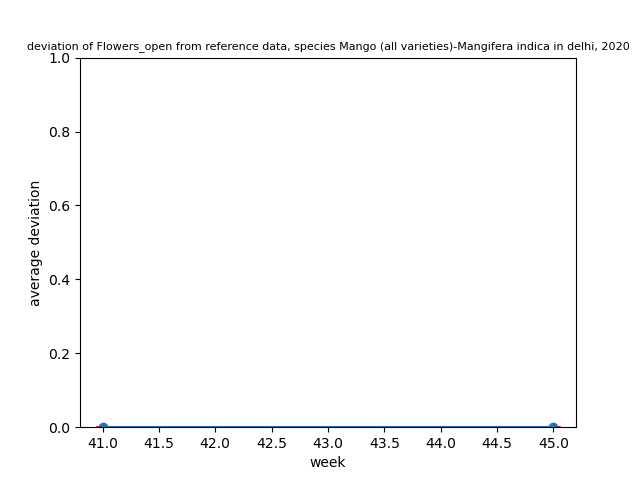 deviation of Flowers_open from reference data, species Mango (all varieties)-Mangifera indica in delhi, 2020
1.0
0.8
0.6
0.4
0.2
0.0
average deviation
41.0 41.5 42.0 42.5 43.0 43.5 44.0 44.5 45.0
week